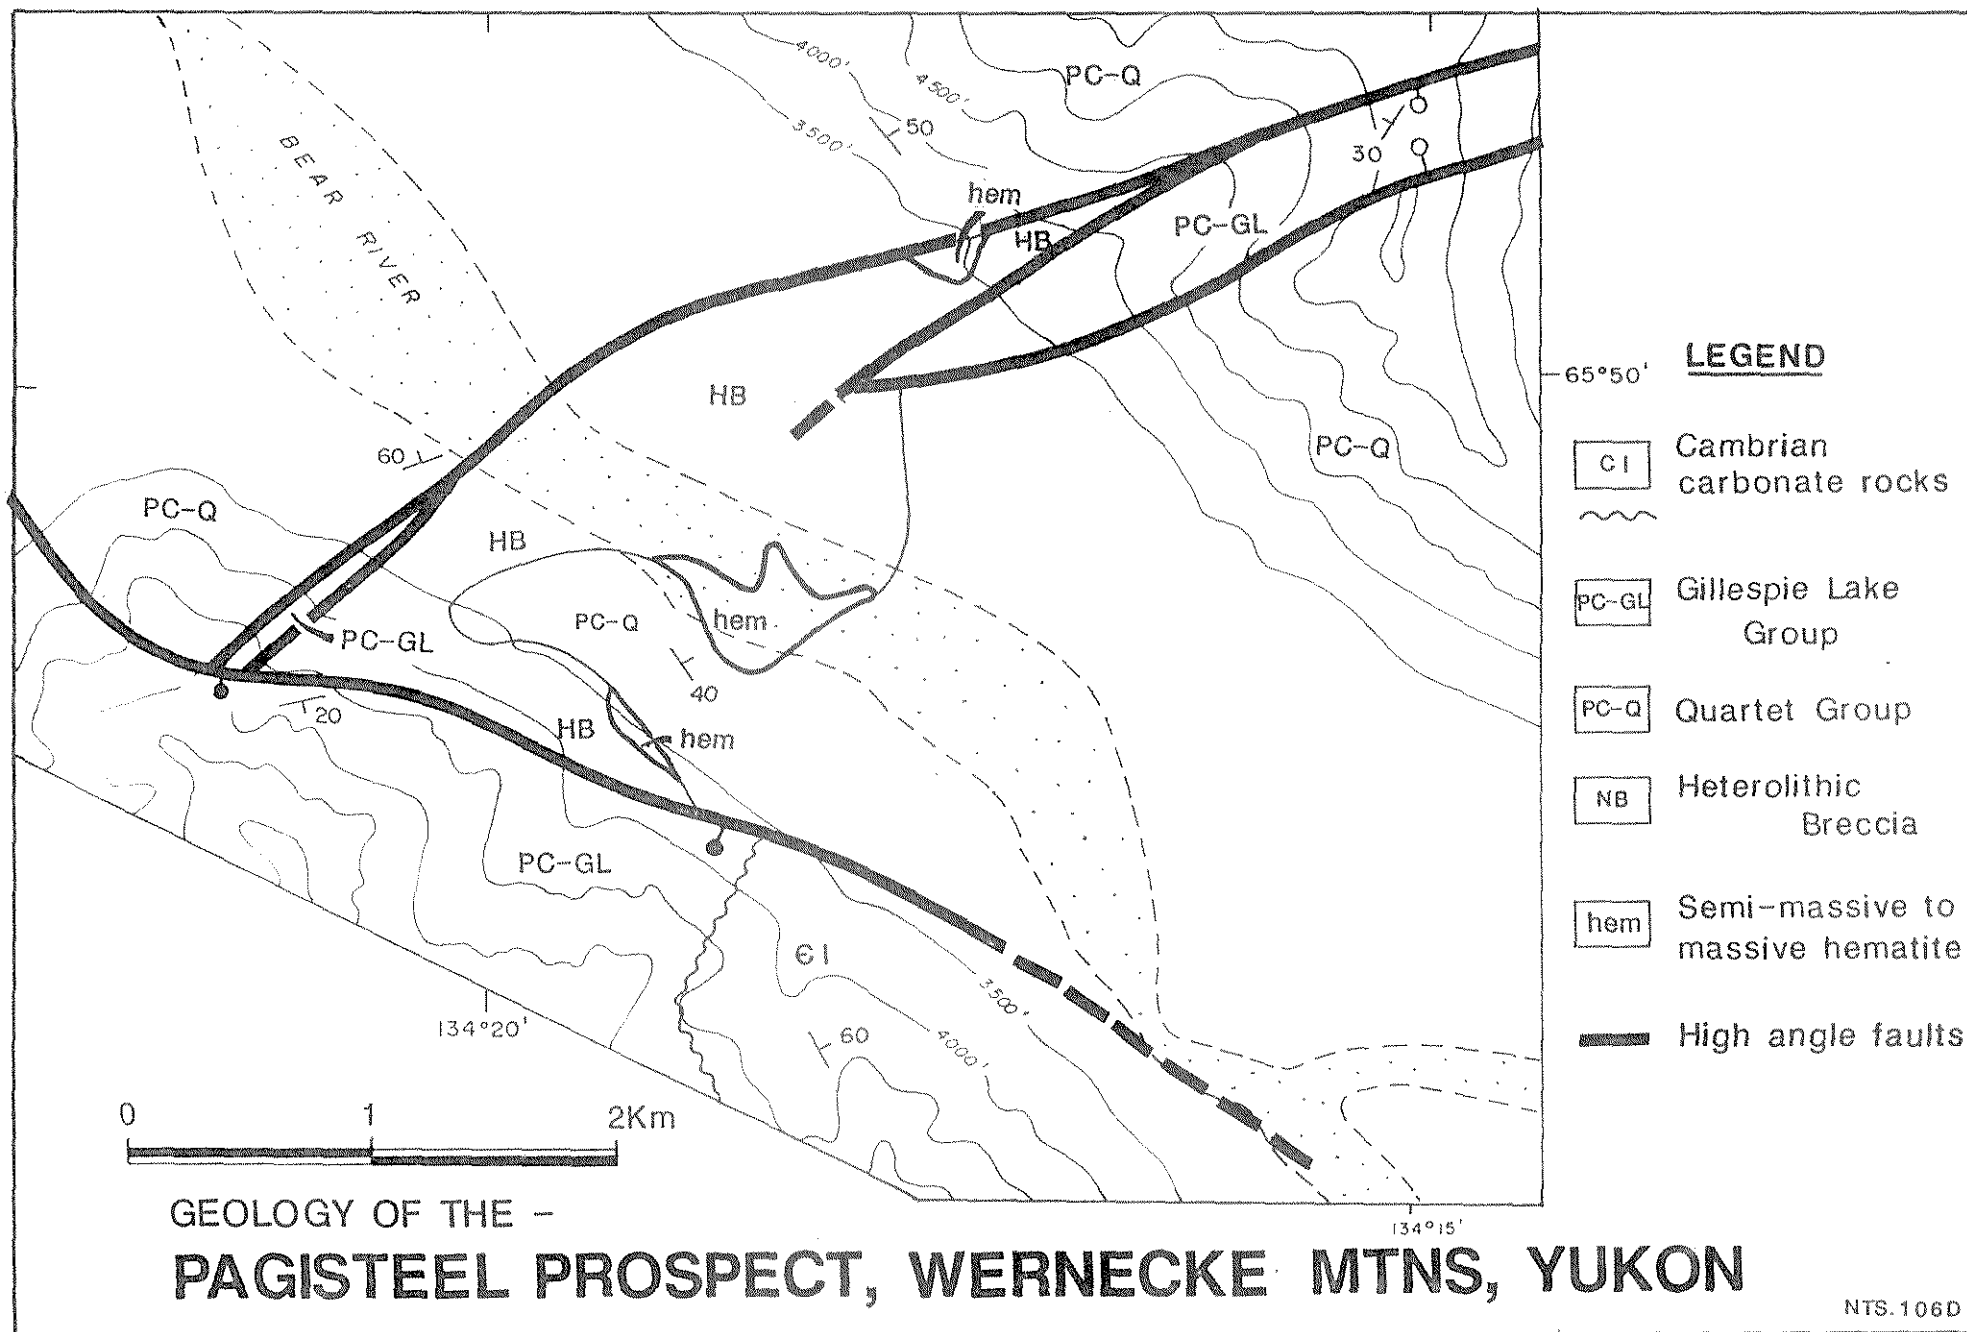 4000'
4500'
3500'
PC-Q
50
30
BEAR RIVER
hem
HB
PC-GL
65°50'
HB
PC-Q
60
PC-Q
HB
PC-Q
hem
PC-GL
40
20
HB
hem
PC-GL
Є1
3500'
4000'
60
134°20'
134°15'
LEGEND
C1
Cambrian
carbonate rocks
PC-GL
Gillespie Lake
Group
PC-Q
Quartet Group
NB
Heterolithic
Breccia
hem
Semi-massive to
massive hematite
High angle faults
0 1 2Km
GEOLOGY OF THE -
PAGISTEEL PROSPECT, WERNECKE MTNS, YUKON
NTS.106D